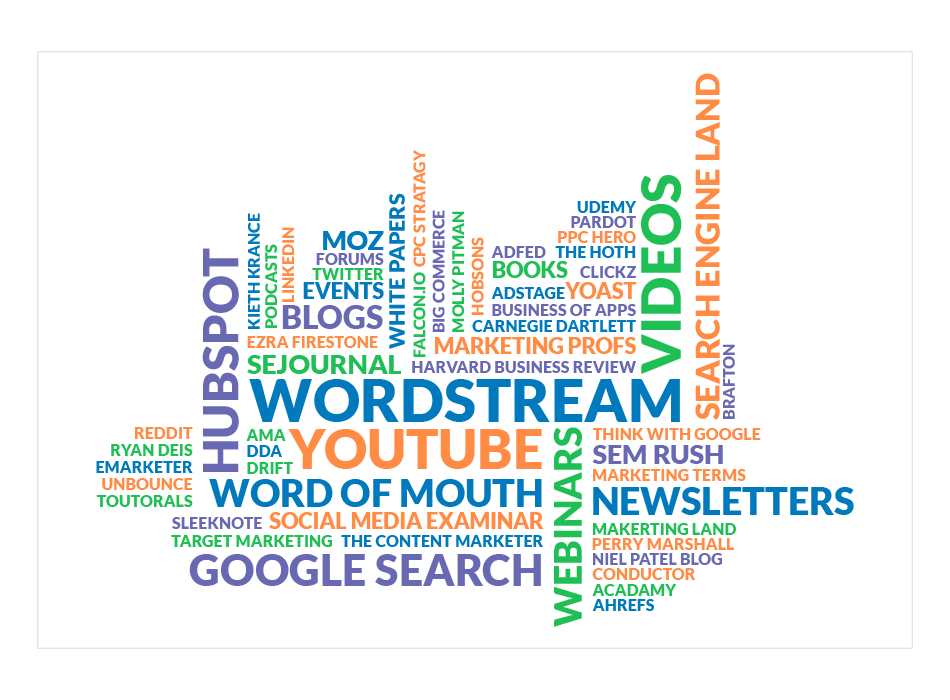 SEARCH ENGINE LAND
VIDEOS
UDEMY
PARDOT
PPC HERO
ADFED
THE HOTH
BOOKS
CLICKZ
ADSTAGE
YOAST
BUSINESS OF APPS
CARNEGIE DARTLETT
MARKETING PROFS
HARVARD BUSINESS REVIEW
HOBSONS
MOLLY PITMAN
BIG COMMERCE
CPC STRATAGY
FALCON.IO
WHITE PAPERS
MOZ
FORUMS
TWITTER
EVENTS
BLOGS
LINKEDIN
PODCASTS
KIETH KRANCE
EZRA FIRESTONE
SEJOURNAL
HUBSPOT
WORDSTREAM
BRAFTON
REDDIT
RYAN DEIS
EMARKETER
UNBOUNCE
TOUTORALS
AMA
DDA
DRIFT
YOUTUBE
WORD OF MOUTH
SLEEKNOTE
SOCIAL MEDIA EXAMINAR
TARGET MARKETING
THE CONTENT MARKETER
GOOGLE SEARCH
WEBINARS
THINK WITH GOOGLE
SEM RUSH
MARKETING TERMS
NEWSLETTERS
MAKERTING LAND
PERRY MARSHALL
NIEL PATEL BLOG
CONDUCTOR
ACADAMY
AHREFS